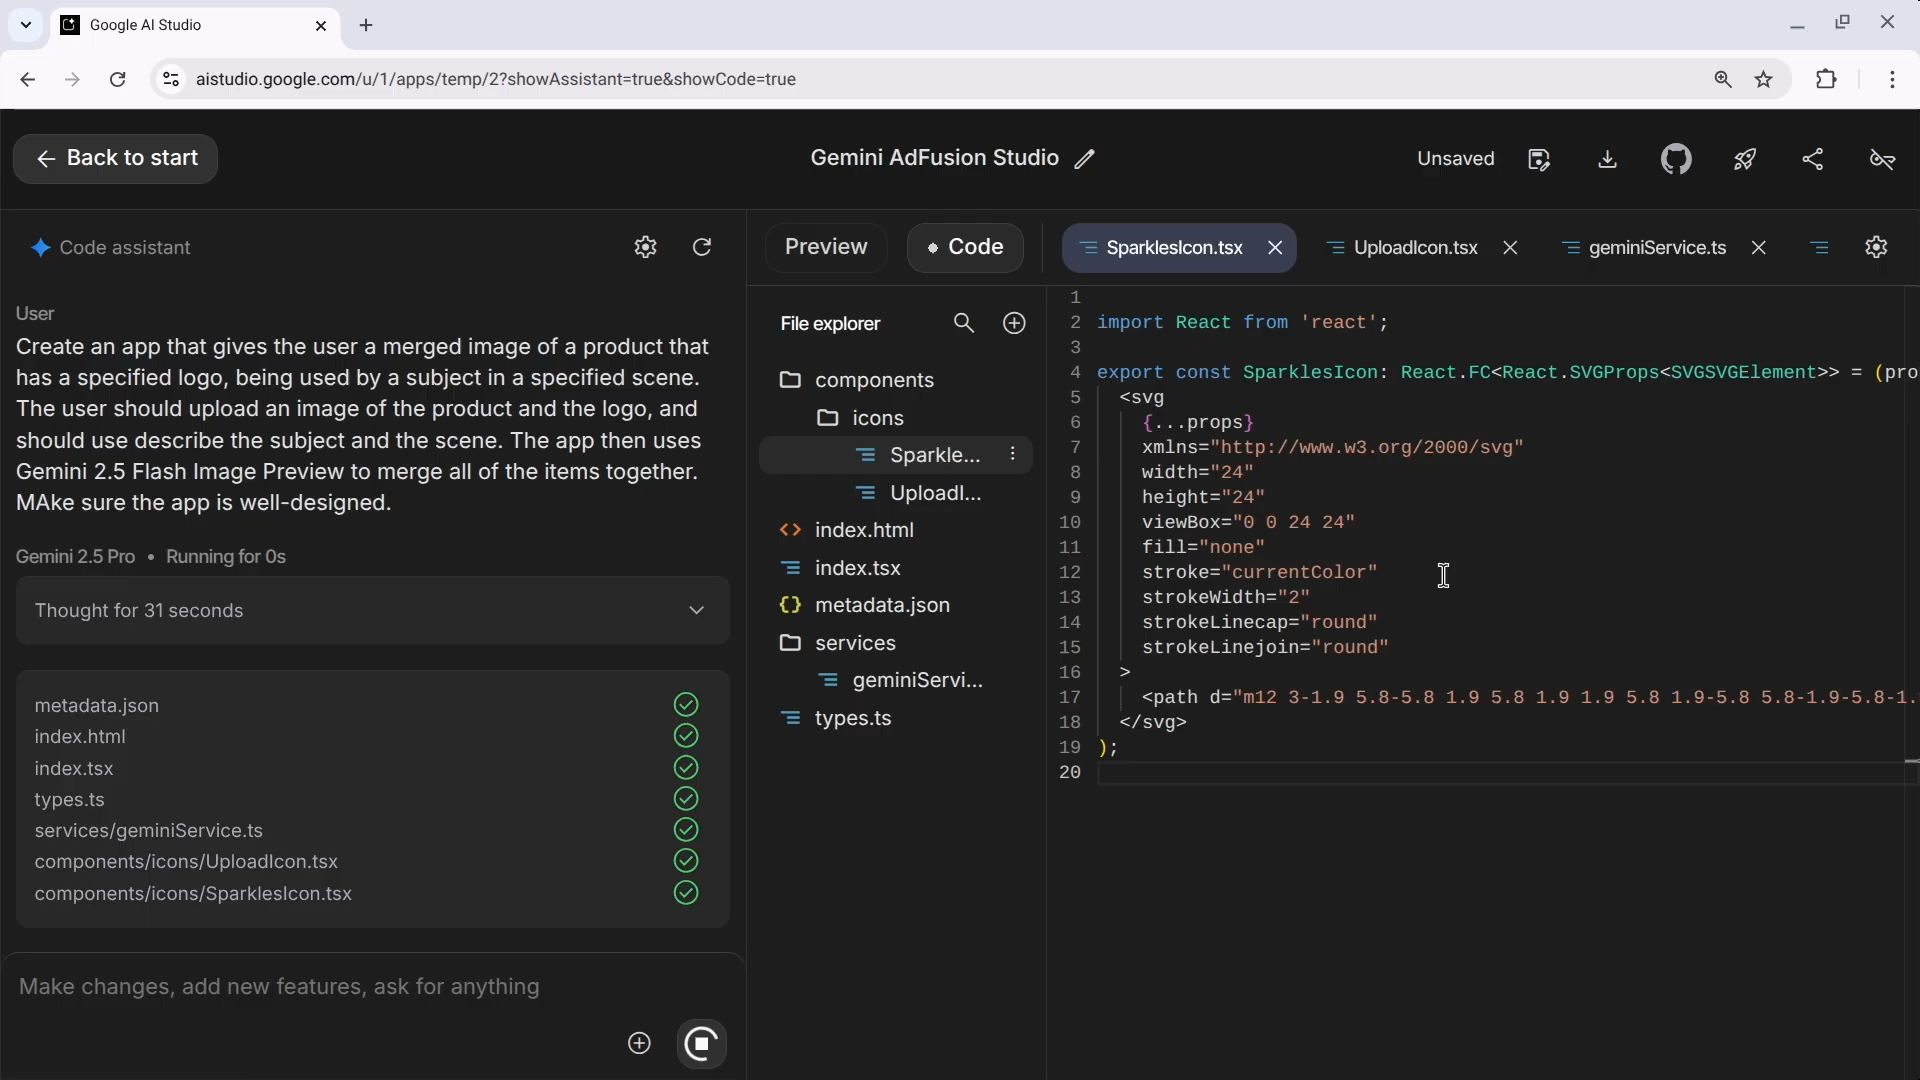 Google AI Studio
aistudio.google.com/u/1/apps/temp/2?showAssistant=true&showCode=true
Back to start
Gemini AdFusion Studio
Unsaved
Code assistant
Preview
Code
SparklesIcon.tsx
UploadIcon.tsx
geminiService.ts
User
Create an app that gives the user a merged image of a product that
has a specified logo, being used by a subject in a specified scene.
The user should upload an image of the product and the logo, and
should use describe the subject and the scene. The app then uses
Gemini 2.5 Flash Image Preview to merge all of the items together.
MAke sure the app is well-designed.
Gemini 2.5 Pro • Running for 0s
Thought for 31 seconds
metadata.json
index.html
index.tsx
types.ts
services/geminiService.ts
components/icons/UploadIcon.tsx
components/icons/SparklesIcon.tsx
Make changes, add new features, ask for anything
File explorer
components
icons
Sparkle...
UploadI...
index.html
index.tsx
metadata.json
services
geminiServi...
types.ts
1
2 import React from 'react';
3
4 export const SparklesIcon: React.FC<React.SVGProps<SVGSVGElement>> = (pro
5 <svg
6 {...props}
7 xmlns="http://www.w3.org/2000/svg"
8 width="24"
9 height="24"
10 viewBox="0 0 24 24"
11 fill="none"
12 stroke="currentColor"
13 strokeWidth="2"
14 strokeLinecap="round"
15 strokeLinejoin="round"
16 >
17 <path d="m12 3-1.9 5.8-5.8 1.9 5.8 1.9 1.9 5.8 1.9-5.8 5.8-1.9-5.8-1.
18 </svg>
19 );
20